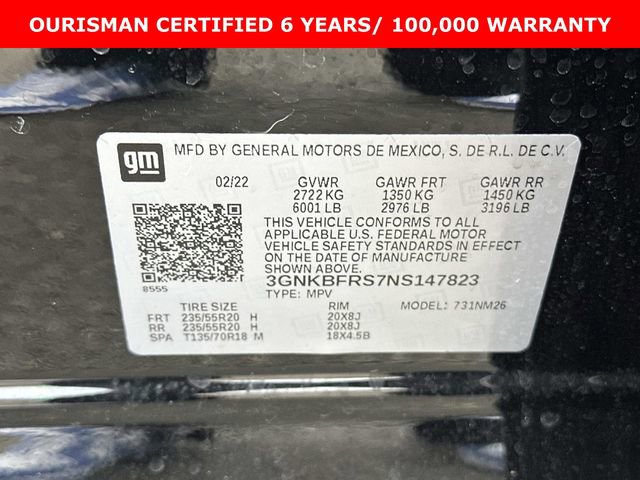 OURISMAN CERTIFIED 6 YEARS/ 100,000 WARRANTY
gm MFD BY GENERAL MOTORS DE MEXICO, S. DE R.L. DE C.V.
02/22 GVWR GAWR FRT GAWR RR
2722 KG 1350 KG 1450 KG
6001 LB 2976 LB 3196 LB
THIS VEHICLE CONFORMS TO ALL
APPLICABLE U.S. FEDERAL MOTOR
VEHICLE SAFETY STANDARDS IN EFFECT
ON THE DATE OF MANUFACTURE
SHOWN ABOVE.
3GNKBFRS7NS147823
8555 TYPE: MPV MODEL: 731NM26
TIRE SIZE RIM
FRT 235/55R20 H 20X8J
RR 235/55R20 H 20X8J
SPA T135/70R18 M 18X4.5B